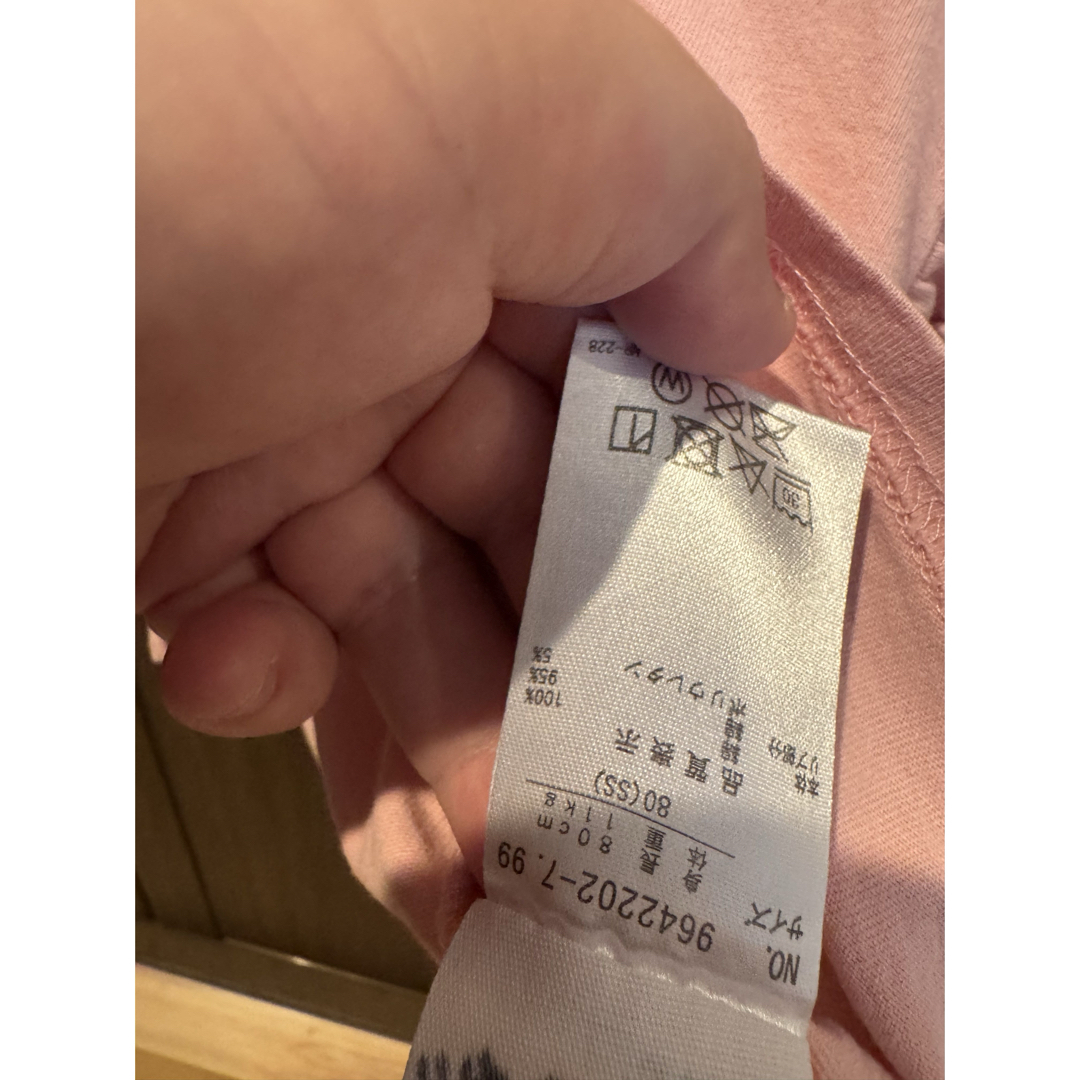 NO. 9642202-7.99
サイズ 80(SS)
身長 80cm
体重 11kg
品質表示
本体 綿 100%
リブ部分 綿 95%
ポリウレタン 5%
30
W